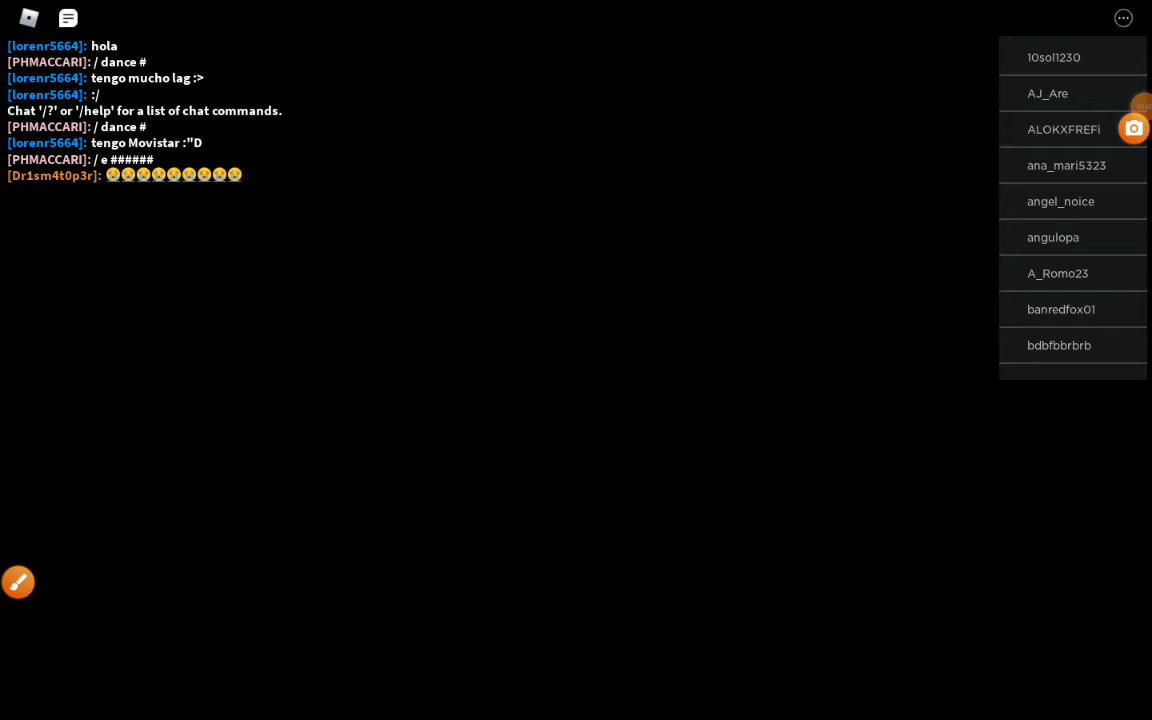 [lorenr5664]: hola
[PHMACCARI]: / dance #
[lorenr5664]: tengo mucho lag :>
[lorenr5664]: :/
Chat '/?' or '/help' for a list of chat commands.
[PHMACCARI]: / dance #
[lorenr5664]: tengo Movistar :"D
[PHMACCARI]: / e ######
[Dr1sm4t0p3r]: 😭😭😭😭😭😭😭😭😭
10sol1230
AJ_Are
ALOKXFREFi
ana_mari5323
angel_noice
angulopa
A_Romo23
banredfox01
bdbfbbrbrb